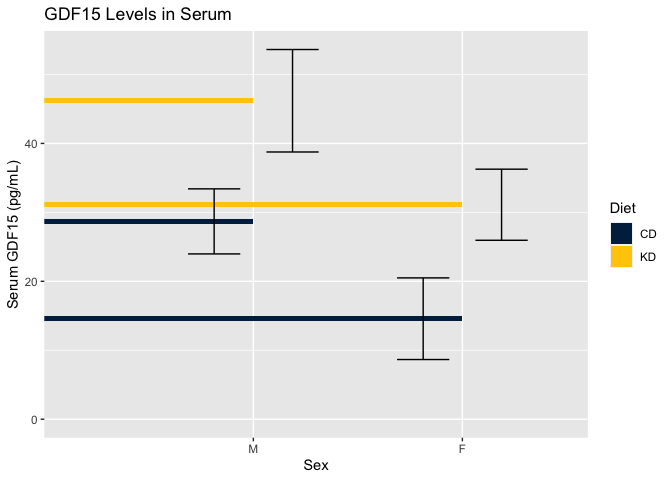 GDF15 Levels in Serum
Serum GDF15 (pg/mL)
40
20
0
M
F
Sex
Diet
CD
KD